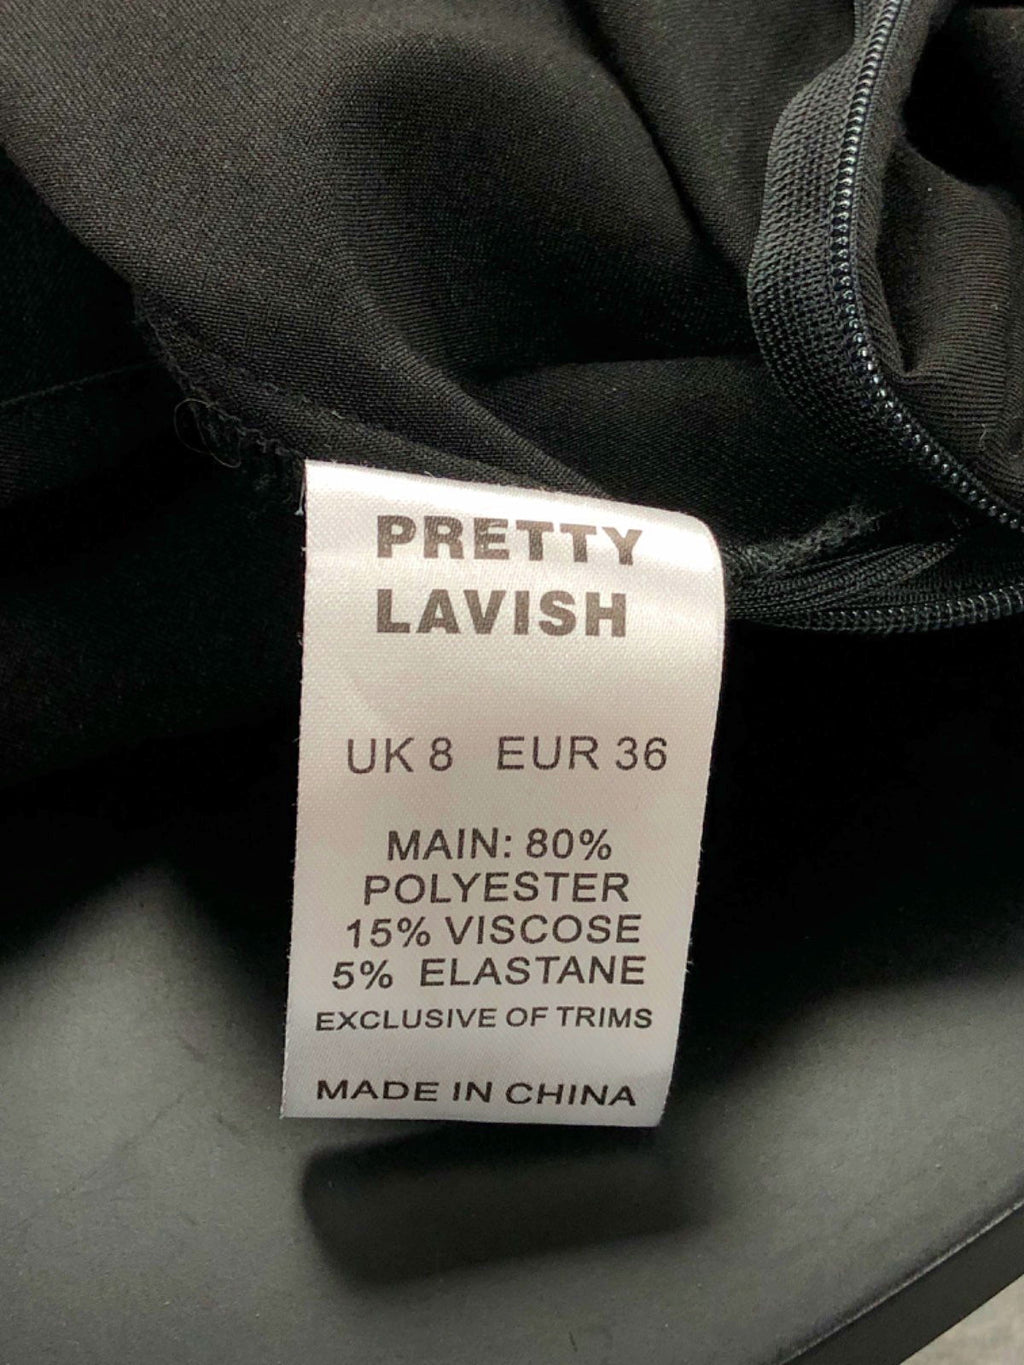 PRETTY
LAVISH
UK 8 EUR 36
MAIN: 80%
POLYESTER
15% VISCOSE
5% ELASTANE
EXCLUSIVE OF TRIMS
MADE IN CHINA